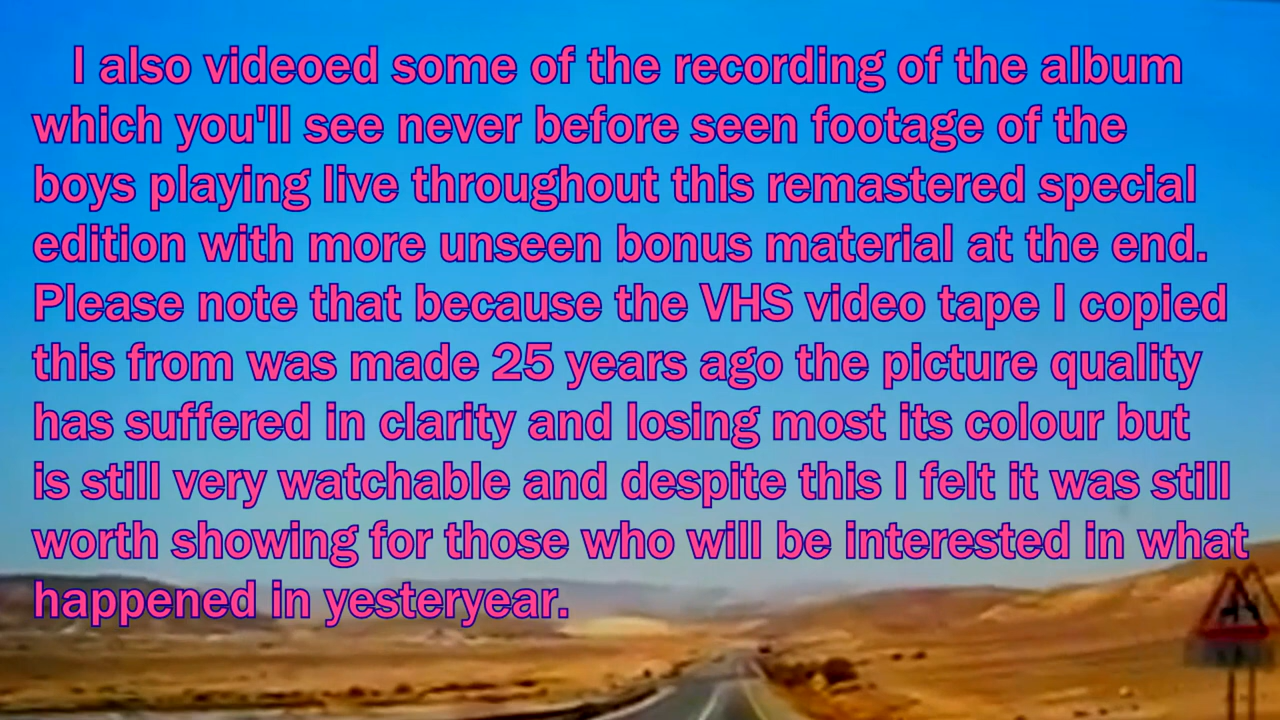 I also videoed some of the recording of the album
which you'll see never before seen footage of the
boys playing live throughout this remastered special
edition with more unseen bonus material at the end.
Please note that because the VHS video tape I copied
this from was made 25 years ago the picture quality
has suffered in clarity and losing most its colour but
is still very watchable and despite this I felt it was still
worth showing for those who will be interested in what
happened in yesteryear.